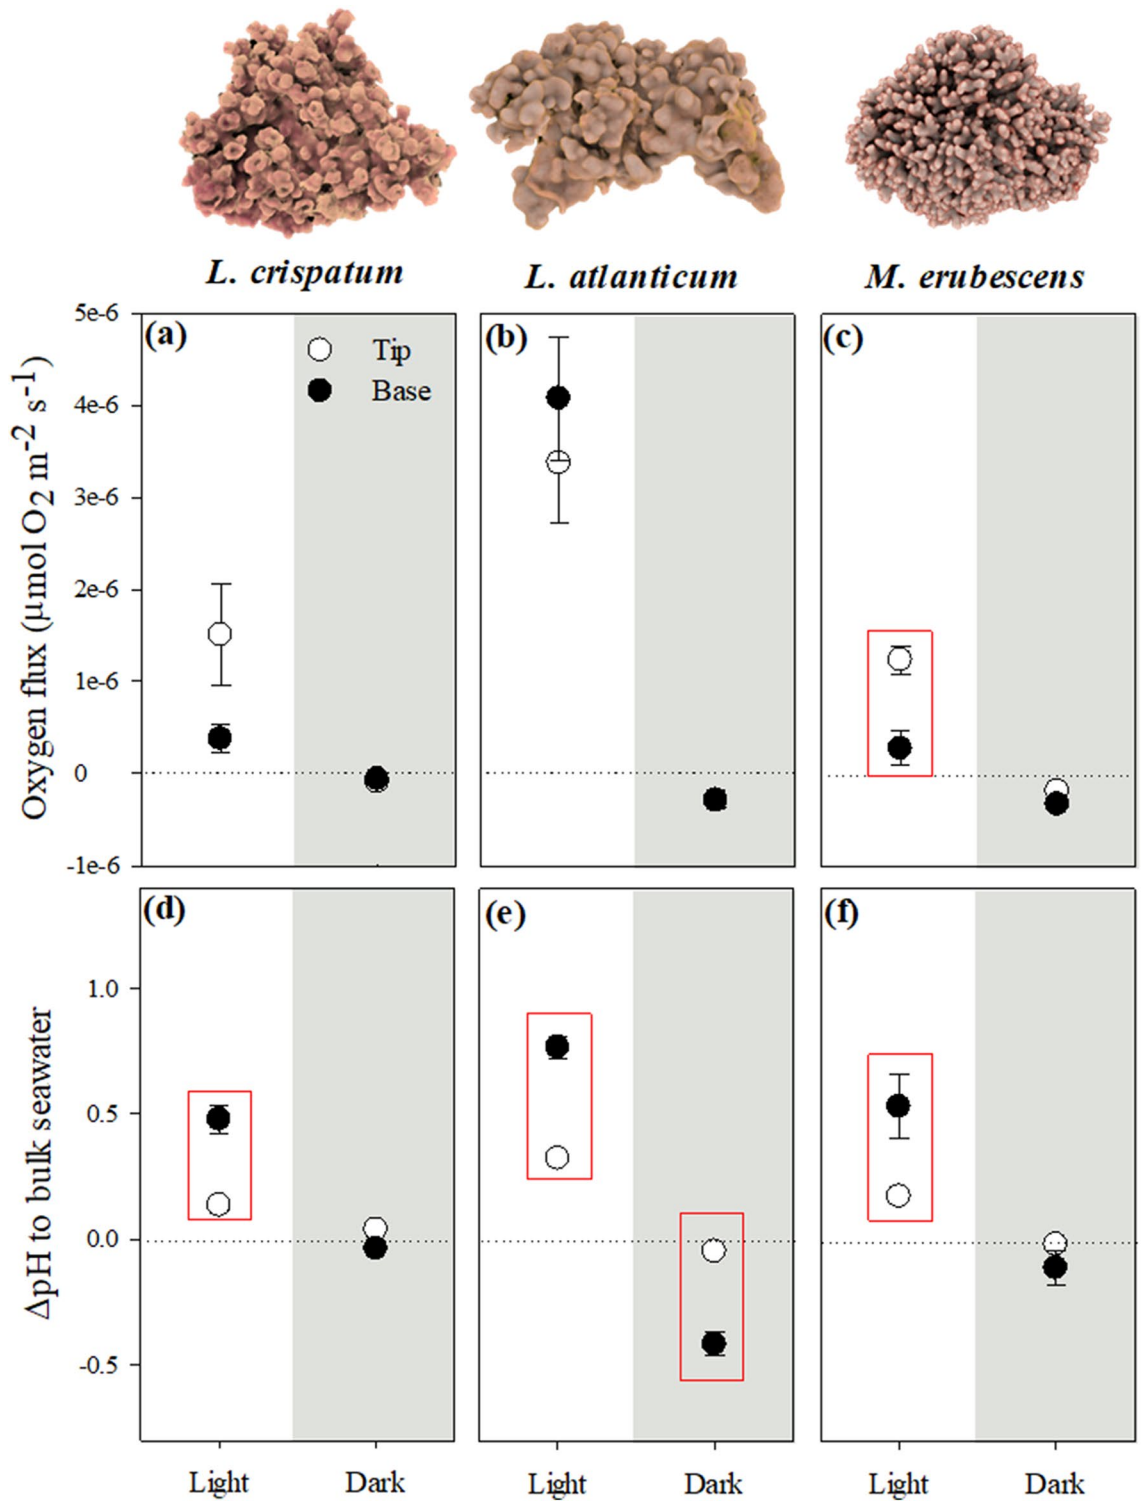 L. crispatum
L. atlanticum
M. erubescens
Oxygen flux (µmol O2 m-2 s-1)
5e-6
4e-6
3e-6
2e-6
1e-6
0
-1e-6
(a)
Tip
Base
(b)
(c)
ΔpH to bulk seawater
1.0
0.5
0.0
-0.5
(d)
(e)
(f)
Light
Dark
Light
Dark
Light
Dark